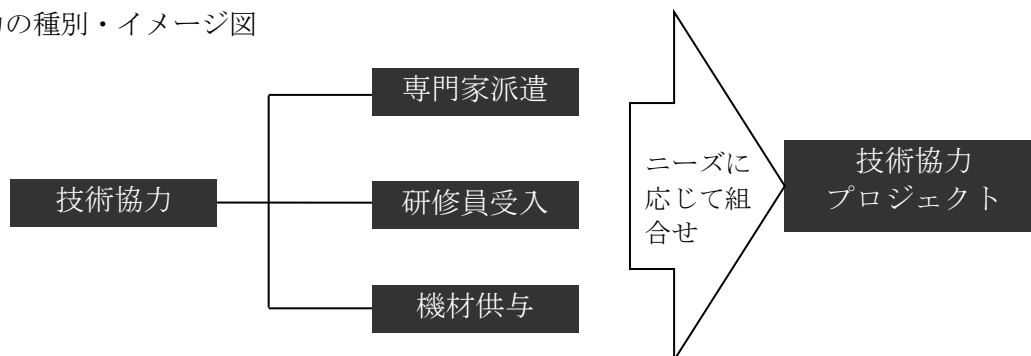 の種別・イメージ図
専門家派遣
技術協力
研修員受入
機材供与
ニーズに
応じて組
合せ
技術協力
プロジェクト